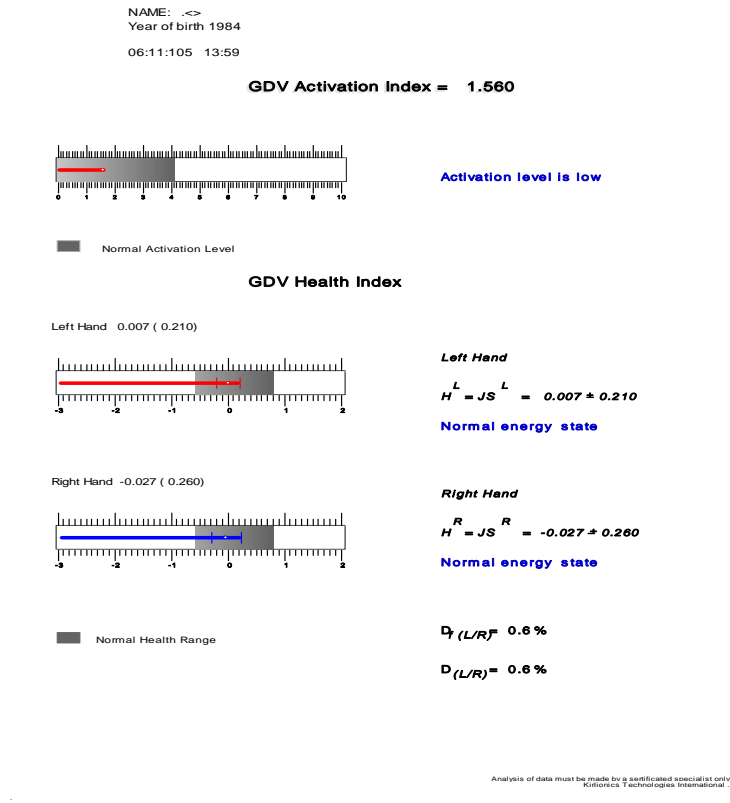 NAME: .<>
Year of birth 1984
06:11:105 13:59
GDV Activation Index = 1.560
0 1 2 3 4 5 6 7 8 9 10
Activation level is low
Normal Activation Level
GDV Health Index
Left Hand 0.007 ( 0.210)
-3 -2 -1 0 1 2
Left Hand
H L = JS L = 0.007 ± 0.210
Normal energy state
Right Hand -0.027 ( 0.260)
-3 -2 -1 0 1 2
Right Hand
H R = JS R = -0.027 ± 0.260
Normal energy state
D1 (L/R) = 0.6 %
Normal Health Range
D (L/R) = 0.6 %
Analysis of data must be made by a sertificated specialist only
Kirlionics Technologies International .